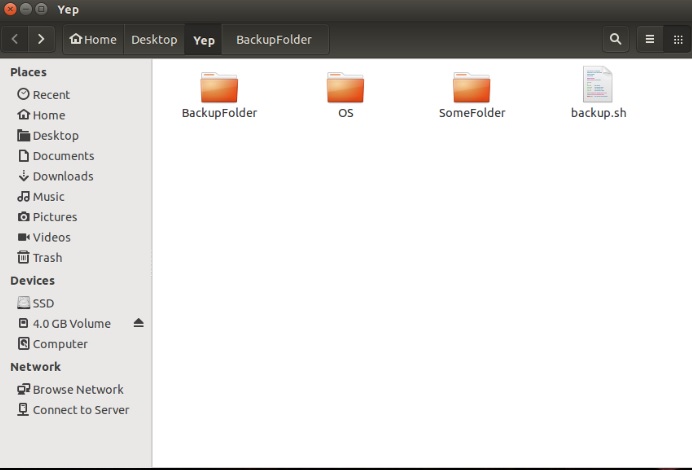 Yep
Home Desktop Yep BackupFolder
Places
Recent
Home
Desktop
Documents
Downloads
Music
Pictures
Videos
Trash
Devices
SSD
4.0 GB Volume
Computer
Network
Browse Network
Connect to Server
BackupFolder OS SomeFolder backup.sh